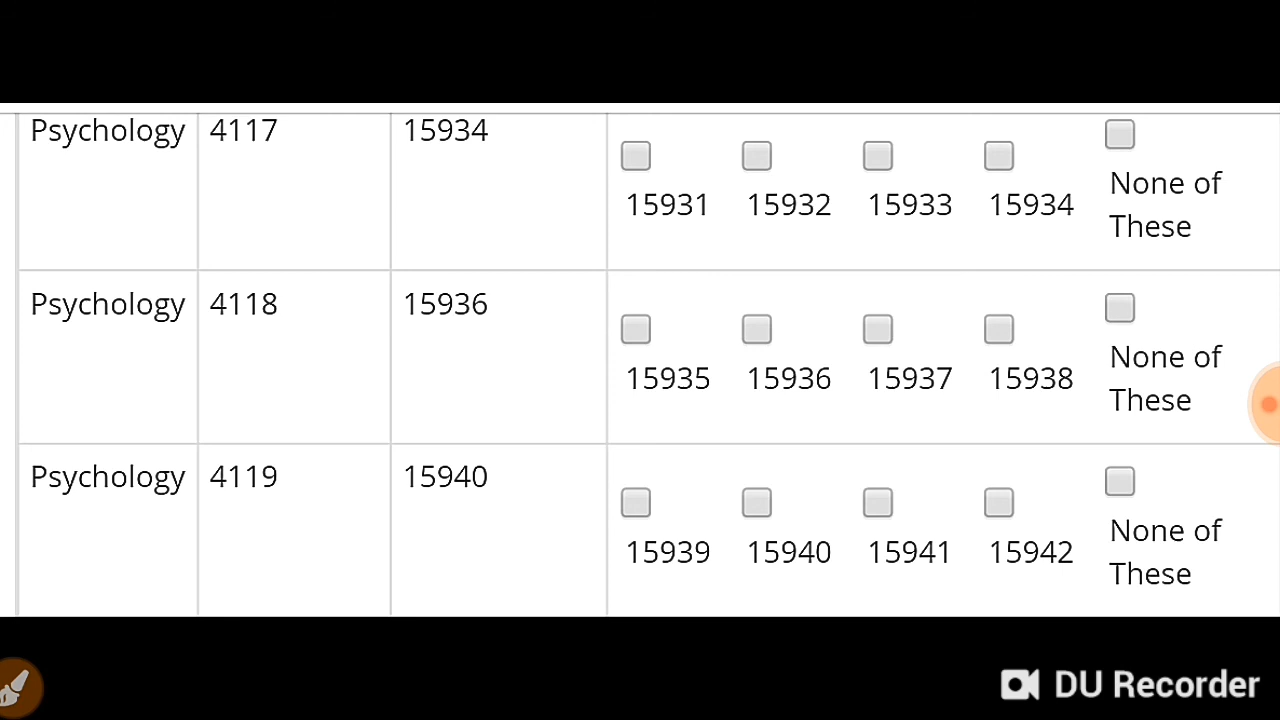 Psychology 4117 15934
15931 15932 15933 15934 None of
These
Psychology 4118 15936
15935 15936 15937 15938 None of
These
Psychology 4119 15940
15939 15940 15941 15942 None of
These
DU Recorder